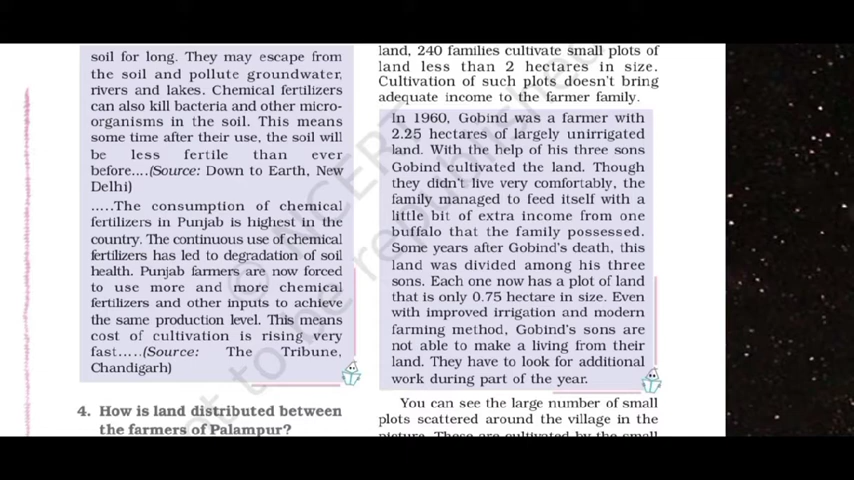 soil for long. They may escape from
the soil and pollute groundwater,
rivers and lakes. Chemical fertilizers
can also kill bacteria and other micro-
organisms in the soil. This means
some time after their use, the soil will
be less fertile than ever
before....(Source: Down to Earth, New
Delhi)
.....The consumption of chemical
fertilizers in Punjab is highest in the
country. The continuous use of chemical
fertilizers has led to degradation of soil
health. Punjab farmers are now forced
to use more and more chemical
fertilizers and other inputs to achieve
the same production level. This means
cost of cultivation is rising very
fast.....(Source: The Tribune,
Chandigarh)
4. How is land distributed between
the farmers of Palampur?
land, 240 families cultivate small plots of
land less than 2 hectares in size.
Cultivation of such plots doesn't bring
adequate income to the farmer family.
In 1960, Gobind was a farmer with
2.25 hectares of largely unirrigated
land. With the help of his three sons
Gobind cultivated the land. Though
they didn't live very comfortably, the
family managed to feed itself with a
little bit of extra income from one
buffalo that the family possessed.
Some years after Gobind's death, this
land was divided among his three
sons. Each one now has a plot of land
that is only 0.75 hectare in size. Even
with improved irrigation and modern
farming method, Gobind's sons are
not able to make a living from their
land. They have to look for additional
work during part of the year.
You can see the large number of small
plots scattered around the village in the
picture. These are cultivated by the small
© NCERT
not to be republished